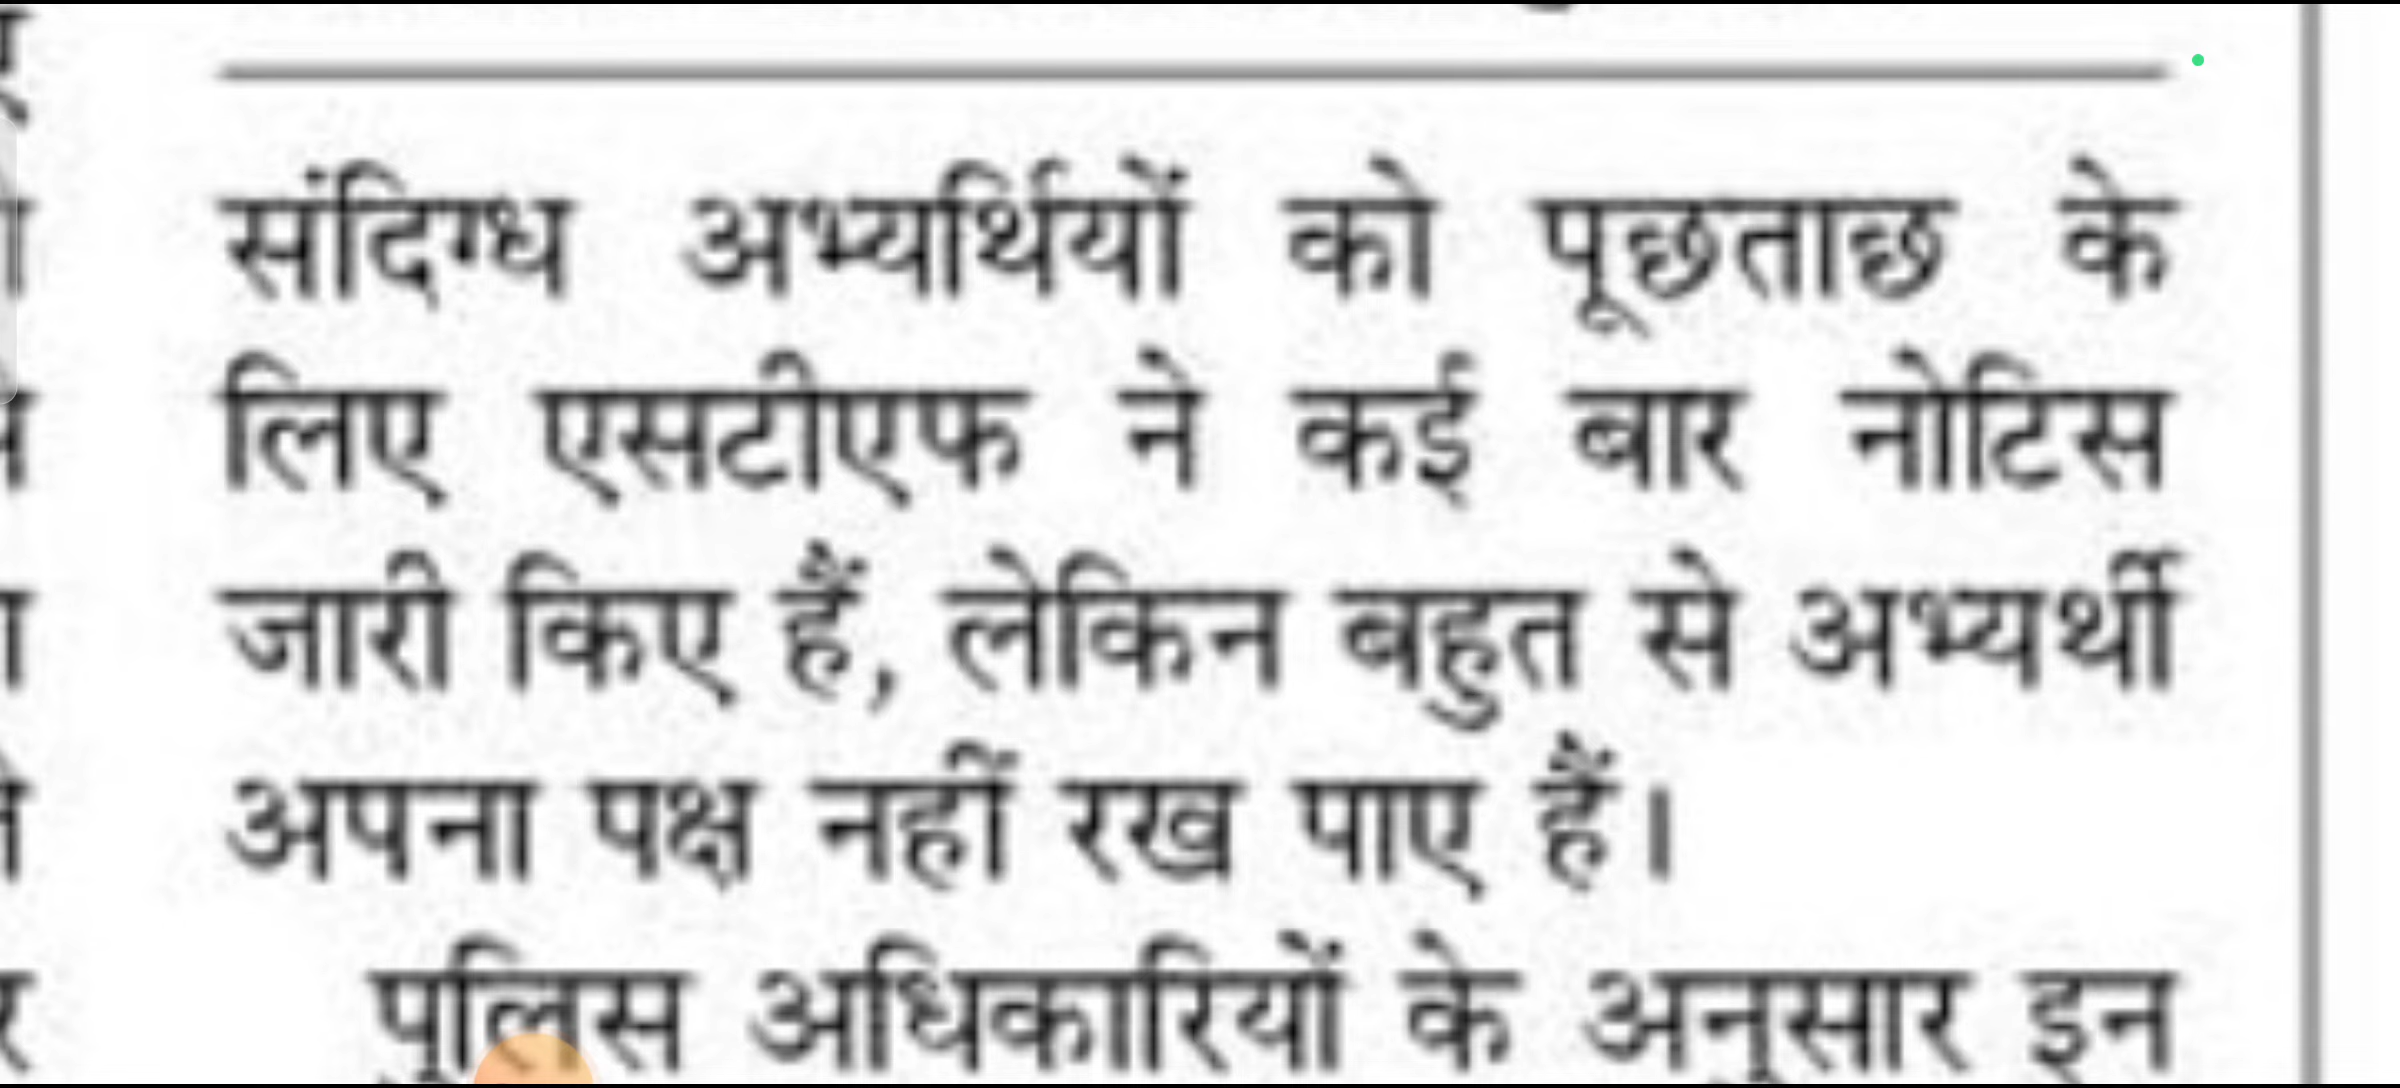 संदिग्ध अभ्यर्थियों को पूछताछ के
लिए एसटीएफ ने कई बार नोटिस
जारी किए हैं, लेकिन बहुत से अभ्यर्थी
अपना पक्ष नहीं रख पाए हैं।
पुलिस अधिकारियों के अनुसार इन